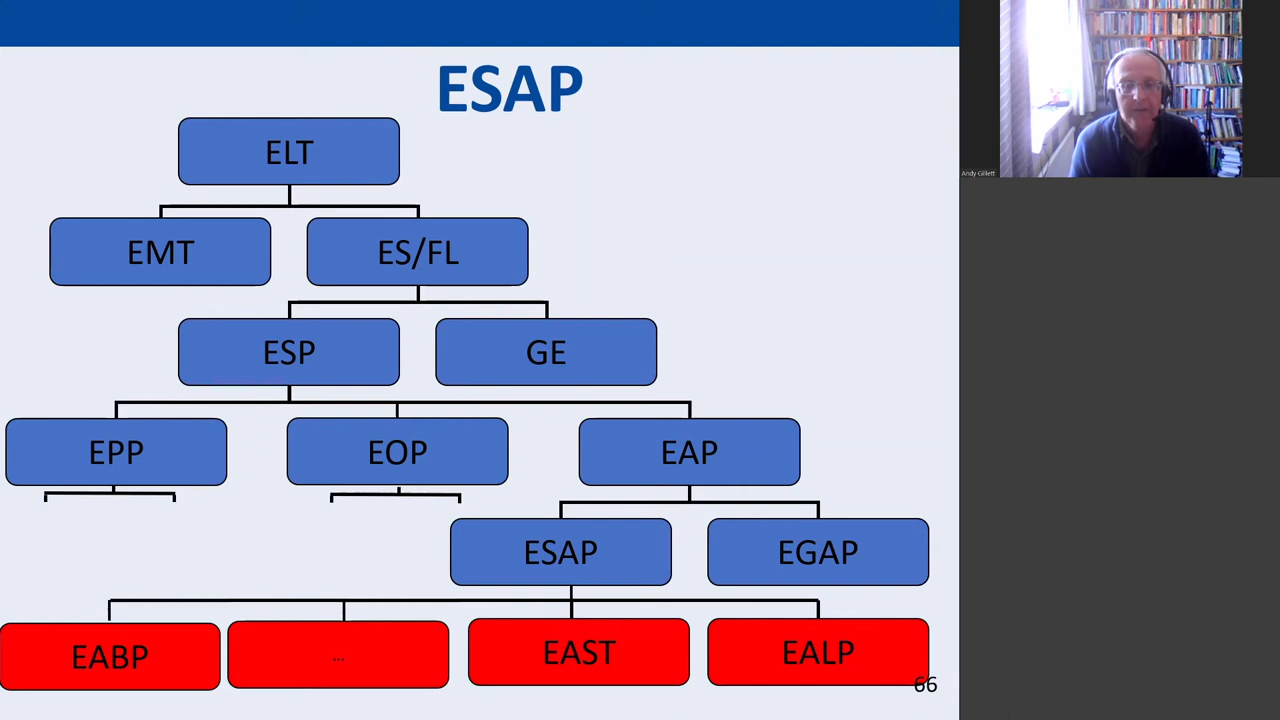 ESAP
ELT
EMT
ES/FL
ESP
GE
EPP
EOP
EAP
ESAP
EGAP
EABP
...
EAST
EALP
66
Andy Gillett